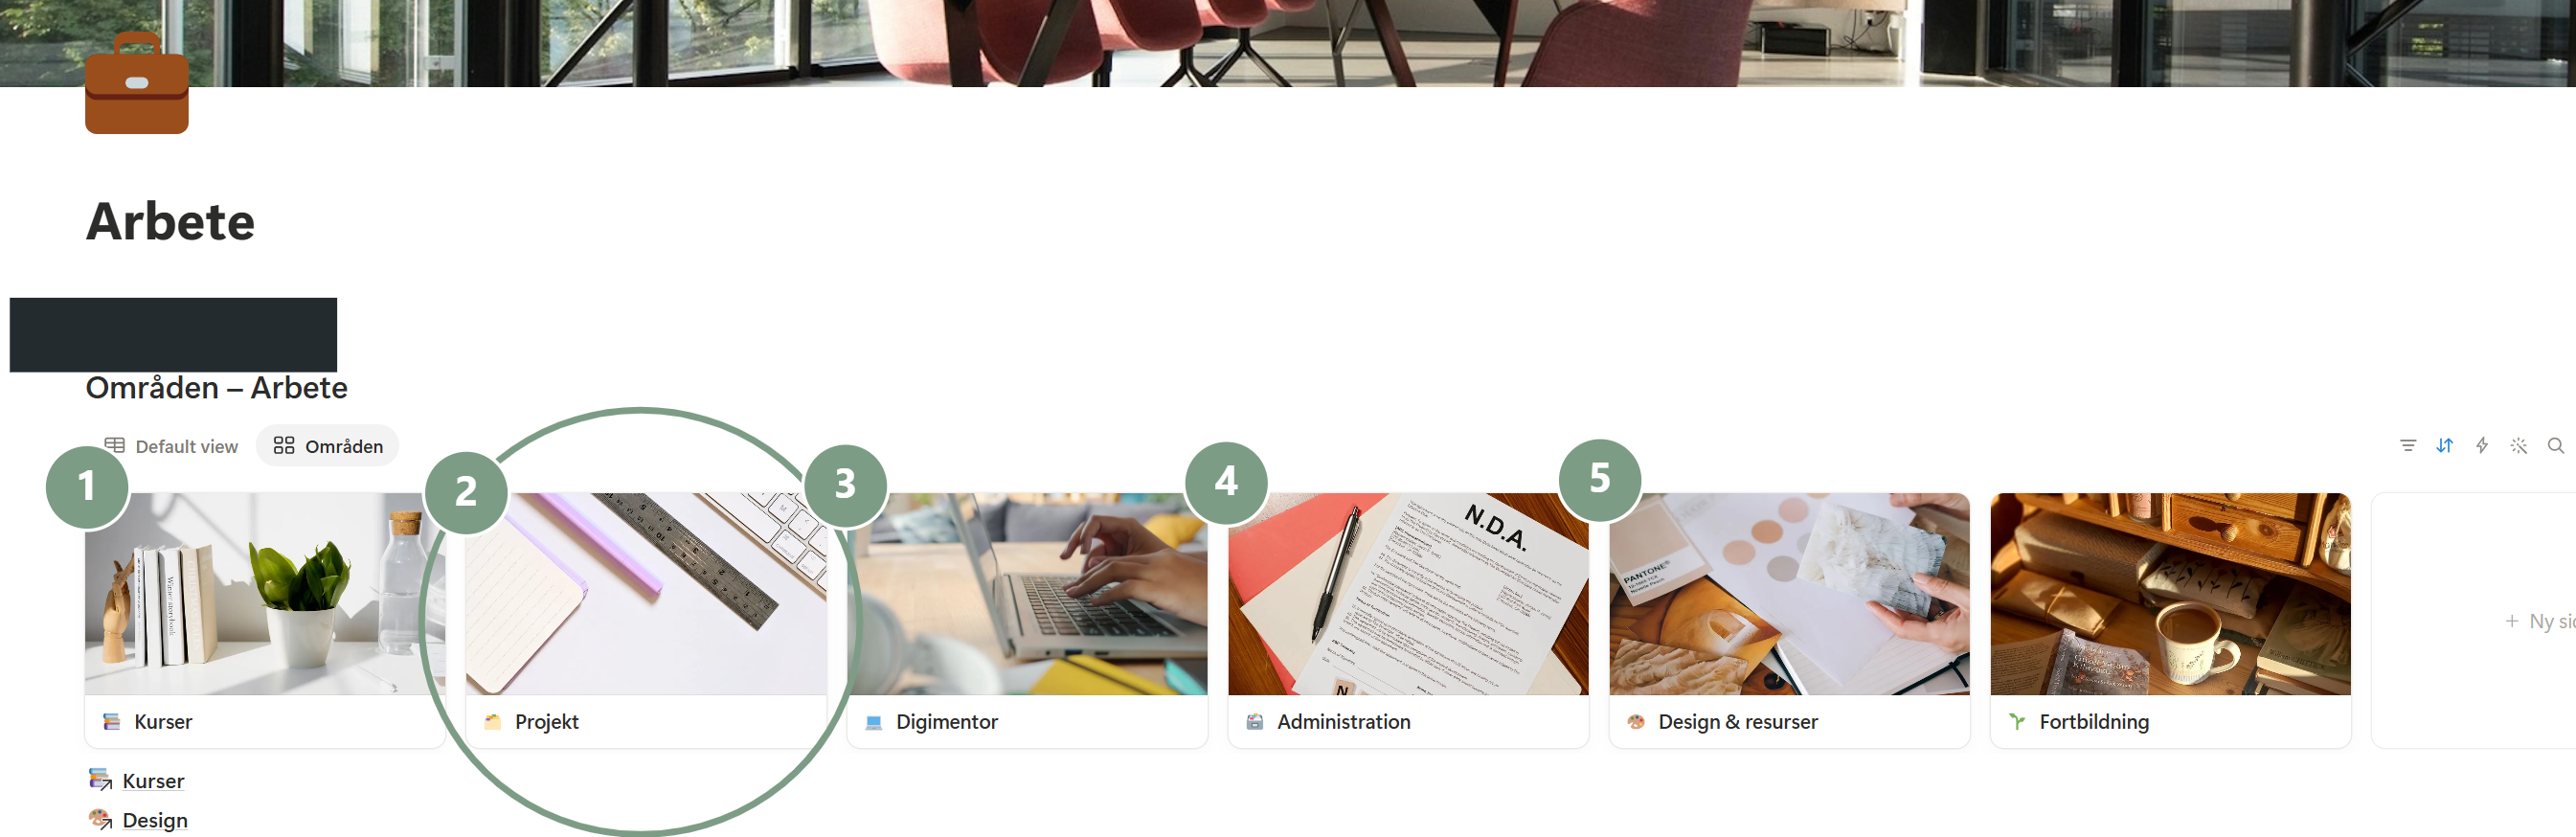 Arbete
Områden – Arbete
Default view
Områden
1
2
3
4
5
N.D.A.
PANTONE®
Kurser
Projekt
Digimentor
Administration
Design & resurser
Fortbildning
+ Ny
Kurser
Design